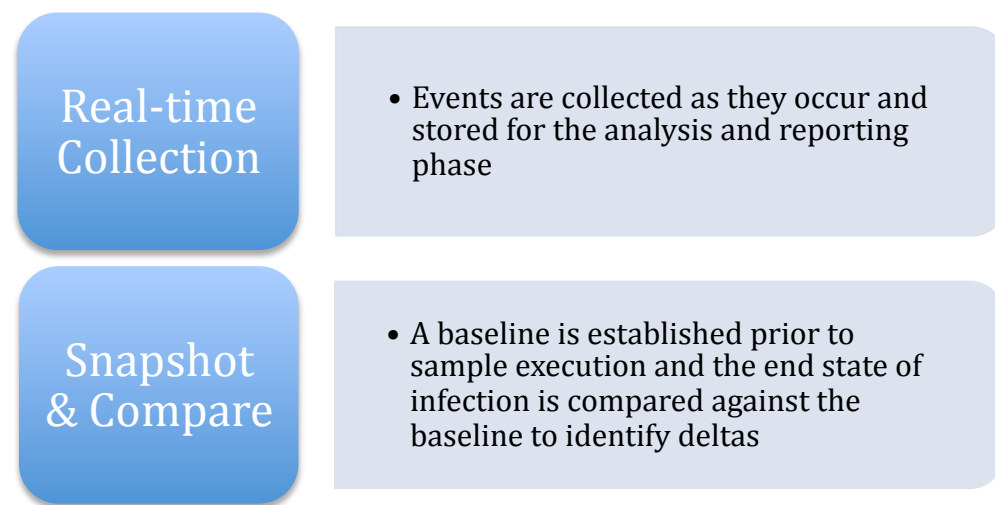 Real-time
Collection
• Events are collected as they occur and
stored for the analysis and reporting
phase
Snapshot
& Compare
• A baseline is established prior to
sample execution and the end state of
infection is compared against the
baseline to identify deltas